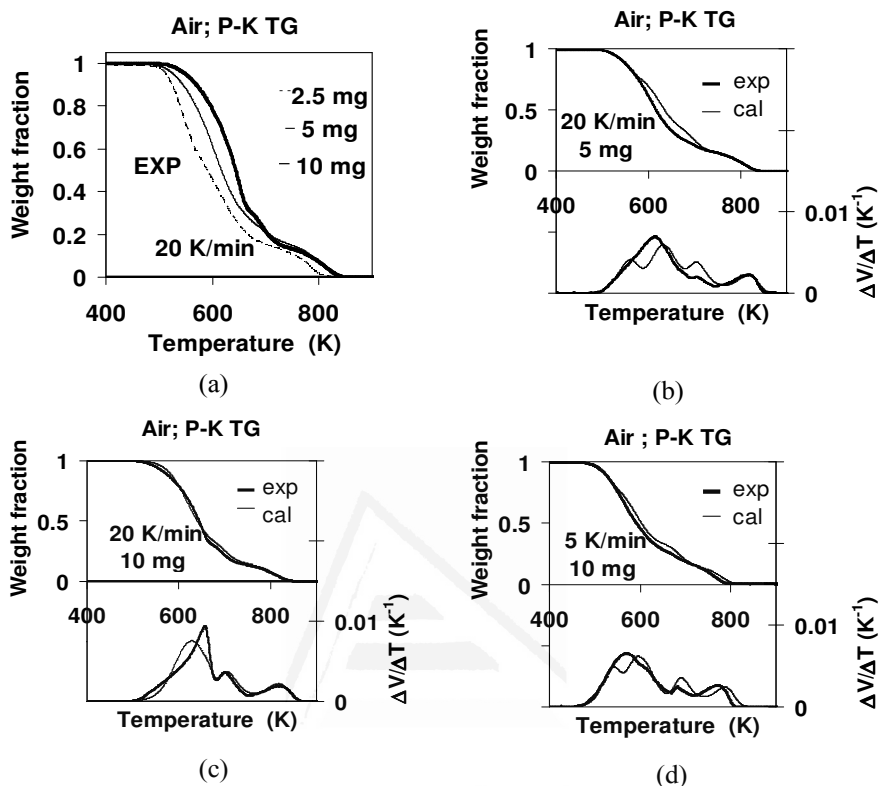 Air; P-K TG
Weight fraction
1
0.8
0.6
0.4
0.2
0
2.5 mg
5 mg
10 mg
EXP
20 K/min
400 600 800
Temperature (K)
(a)
Air; P-K TG
Weight fraction
1
0.5
0
exp
cal
20 K/min
5 mg
400 600 800
0.01
0
ΔV/ΔT (K⁻¹)
Temperature (K)
(b)
Air; P-K TG
Weight fraction
1
0.5
0
exp
cal
20 K/min
10 mg
400 600 800
0.01
0
ΔV/ΔT (K⁻¹)
Temperature (K)
(c)
Air ; P-K TG
Weight fraction
1
0.5
0
exp
cal
5 K/min
10 mg
400 600 800
0.01
0
ΔV/ΔT (K⁻¹)
Temperature (K)
(d)